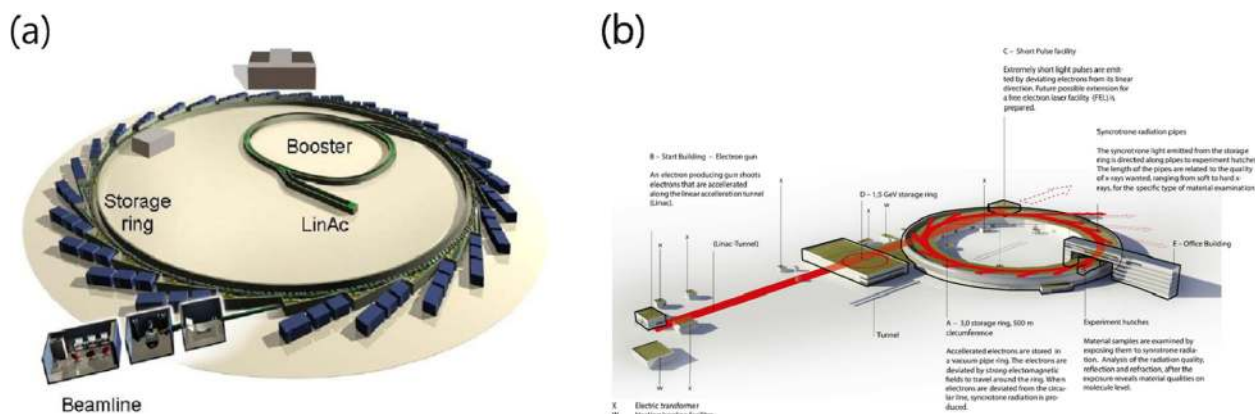 (a)
Booster
Storage
ring
LinAc
Beamline
(b)
C – Short Pulse facility
Extremely short light pulses are emit-
ted by deviating electrons from its linear
direction. Future possible extension for
a free electron laser facility (FEL) is
prepared.
Syncrotrone radiation pipes
The syncrotrone light emitted from the storage
ring is directed along pipes to experiment hutches.
The length of the pipes are related to the quality
of x-rays wanted, ranging from soft to hard x-
rays, for the specific type of material examination
B – Start Building – Electron gun
An electron producing gun shoots
electrons that are accelerated
along the linear acceleration tunnel
(Linac).
D – 1,5 GeV storage ring
X
X
W
X
(Linac-Tunnel)
E – Office Building
Tunnel
A – 3,0 storage ring, 500 m
circumference
Accelerated electrons are stored in
a vacuum pipe ring. The electrons are
deviated by strong electromagnetic
fields to travel around the ring. When
electrons are deviated from the circu-
lar line, syncrotone radiation is pro-
duced.
Experiment hutches
Material samples are examined by
exposing them to syncrotrone radia-
tion. Analysis of the radiation quality,
reflection and refraction, after the
exposure reveals material qualities on
molecule level.
W
X
X Electric transformer